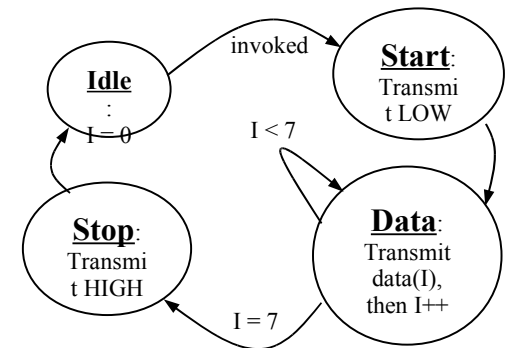 invoked
Idle
:
I = 0
Start:
Transmi
t LOW
I < 7
Data:
Transmit
data(I),
then I++
Stop:
Transmi
t HIGH
I = 7